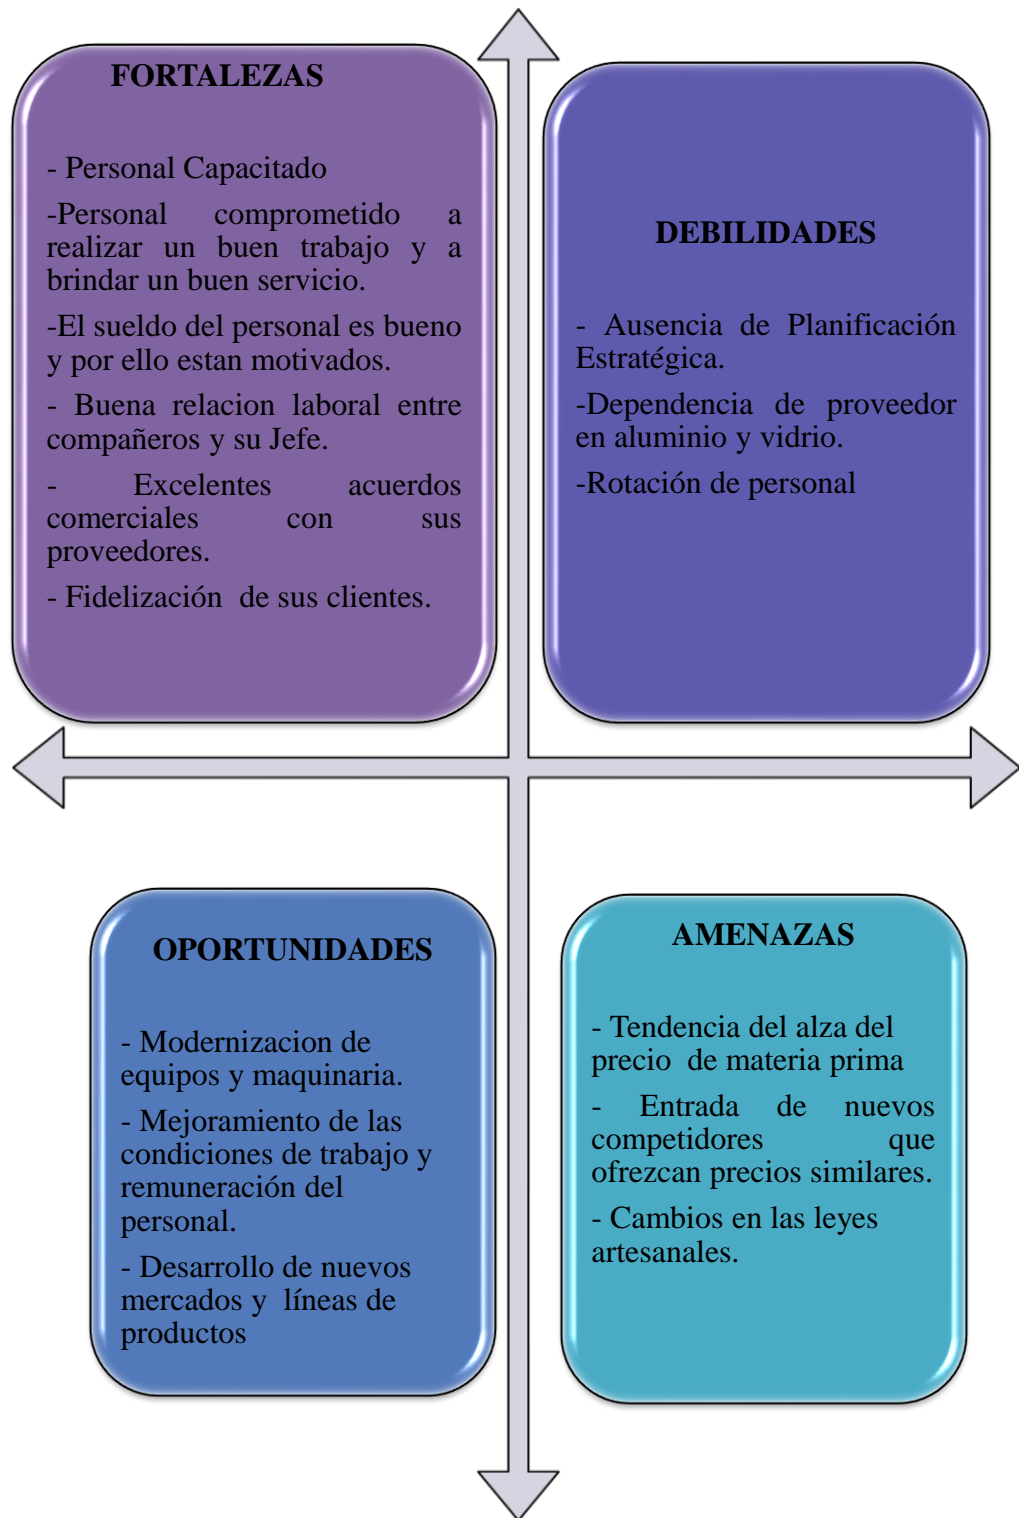 FORTALEZAS
- Personal Capacitado
-Personal comprometido a
realizar un buen trabajo y a
brindar un buen servicio.
-El sueldo del personal es bueno
y por ello estan motivados.
- Buena relacion laboral entre
compañeros y su Jefe.
- Excelentes acuerdos
comerciales con sus
proveedores.
- Fidelización de sus clientes.
DEBILIDADES
- Ausencia de Planificación
Estratégica.
-Dependencia de proveedor
en aluminio y vidrio.
-Rotación de personal
OPORTUNIDADES
- Modernizacion de
equipos y maquinaria.
- Mejoramiento de las
condiciones de trabajo y
remuneración del
personal.
- Desarrollo de nuevos
mercados y líneas de
productos
AMENAZAS
- Tendencia del alza del
precio de materia prima
- Entrada de nuevos
competidores que
ofrezcan precios similares.
- Cambios en las leyes
artesanales.